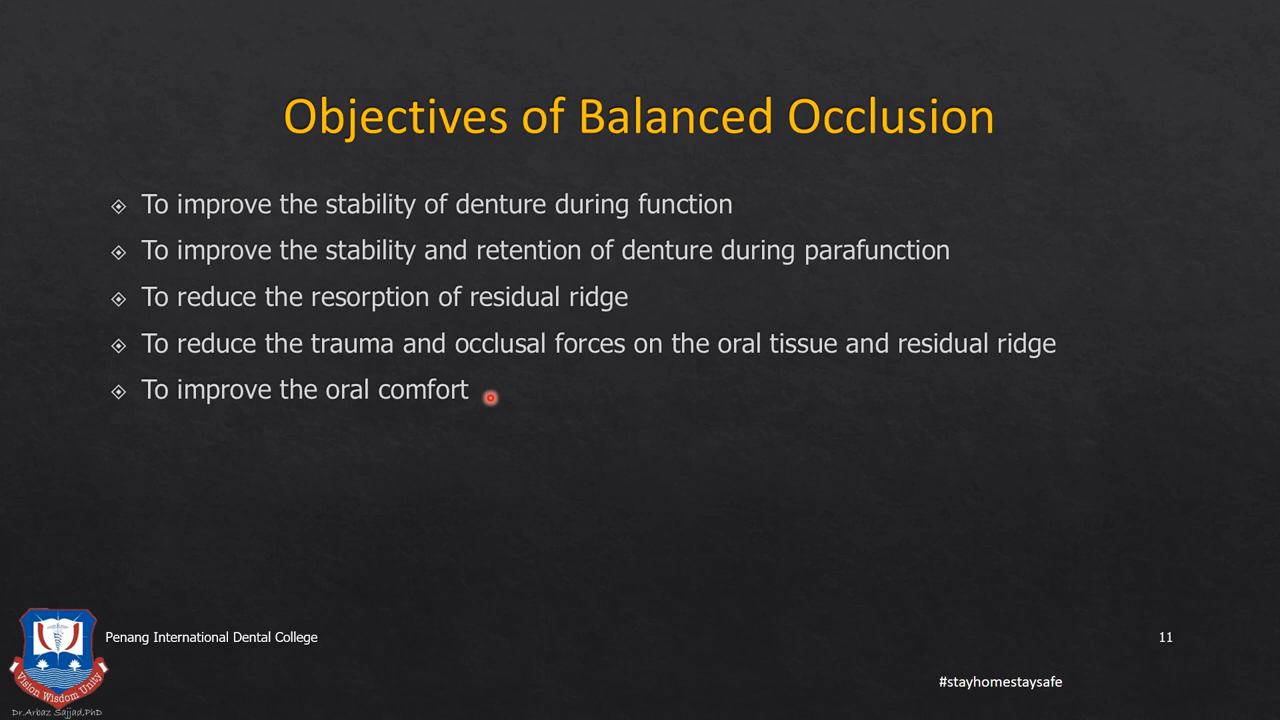 Objectives of Balanced Occlusion
To improve the stability of denture during function
To improve the stability and retention of denture during parafunction
To reduce the resorption of residual ridge
To reduce the trauma and occlusal forces on the oral tissue and residual ridge
To improve the oral comfort
Penang International Dental College
11
#stayhomestaysafe
Vision Wisdom Unity
Dr.Arbaz Sajjad,PhD